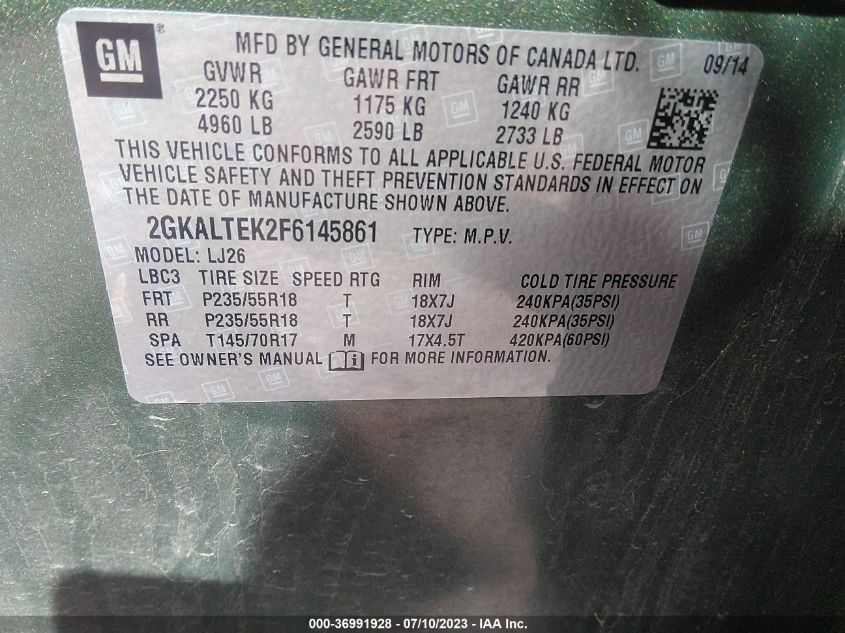 GM ®
MFD BY GENERAL MOTORS OF CANADA LTD. 09/14
GVWR GAWR FRT GAWR RR
2250 KG 1175 KG 1240 KG
4960 LB 2590 LB 2733 LB
THIS VEHICLE CONFORMS TO ALL APPLICABLE U.S. FEDERAL MOTOR
VEHICLE SAFETY AND THEFT PREVENTION STANDARDS IN EFFECT ON
THE DATE OF MANUFACTURE SHOWN ABOVE.
2GKALTEK2F6145861 TYPE: M.P.V.
MODEL: LJ26
LBC3 TIRE SIZE SPEED RTG RIM COLD TIRE PRESSURE
FRT P235/55R18 T 18X7J 240KPA(35PSI)
RR P235/55R18 T 18X7J 240KPA(35PSI)
SPA T145/70R17 M 17X4.5T 420KPA(60PSI)
SEE OWNER'S MANUAL FOR MORE INFORMATION.
000-36991928 - 07/10/2023 - IAA Inc.